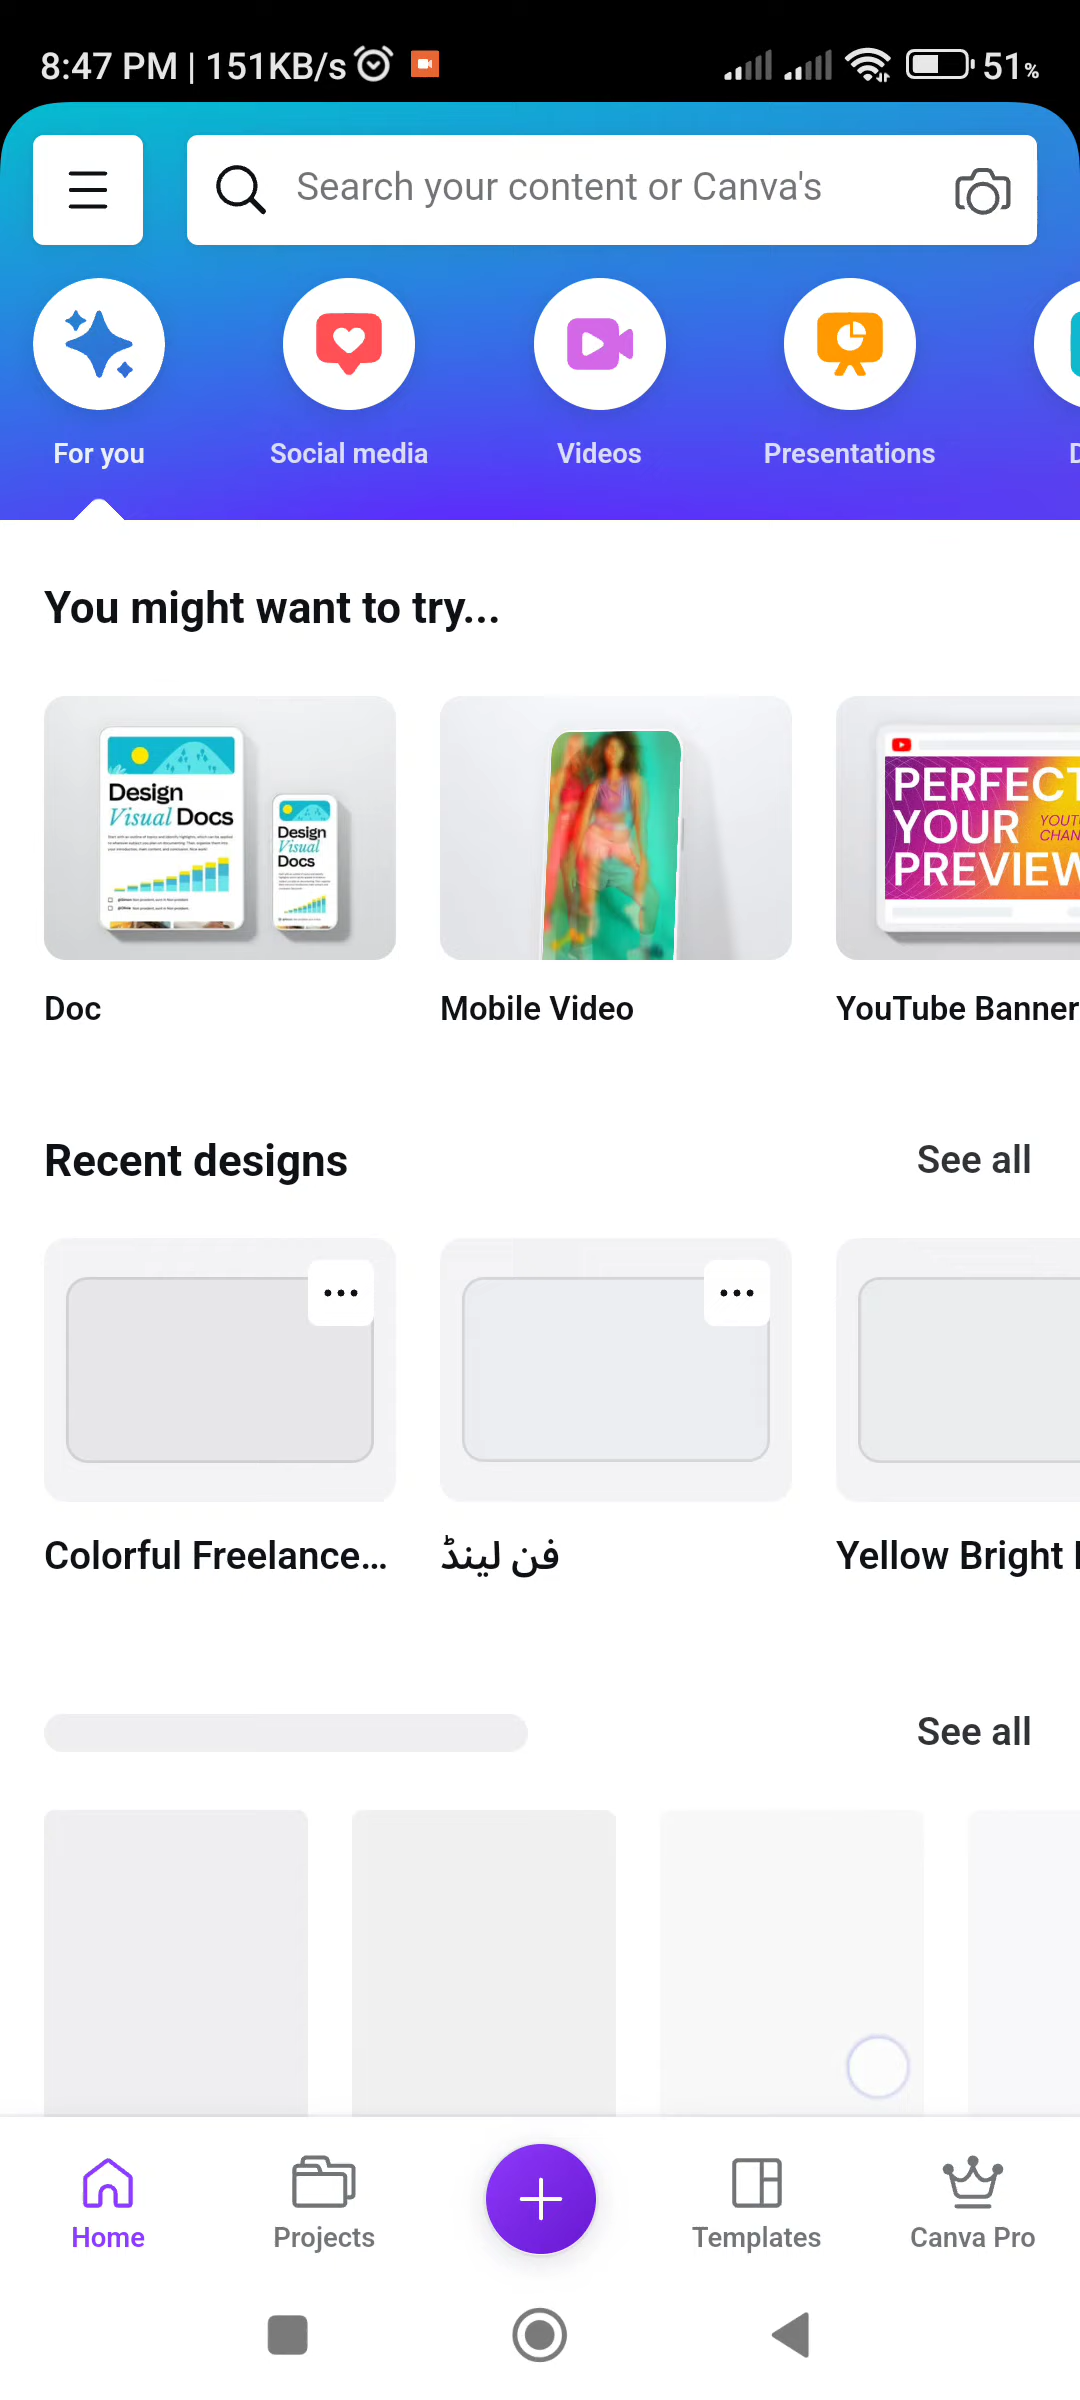 8:47 PM | 151KB/s
51%
Search your content or Canva's
For you
Social media
Videos
Presentations
D
You might want to try...
Design
Visual Docs
Design
Visual
Docs
PERFECT
YOUR
PREVIEW
YOUT
CHAN
Doc
Mobile Video
YouTube Banner
Recent designs
See all
Colorful Freelance...
فن لینڈ
Yellow Bright
See all
Home
Projects
Templates
Canva Pro